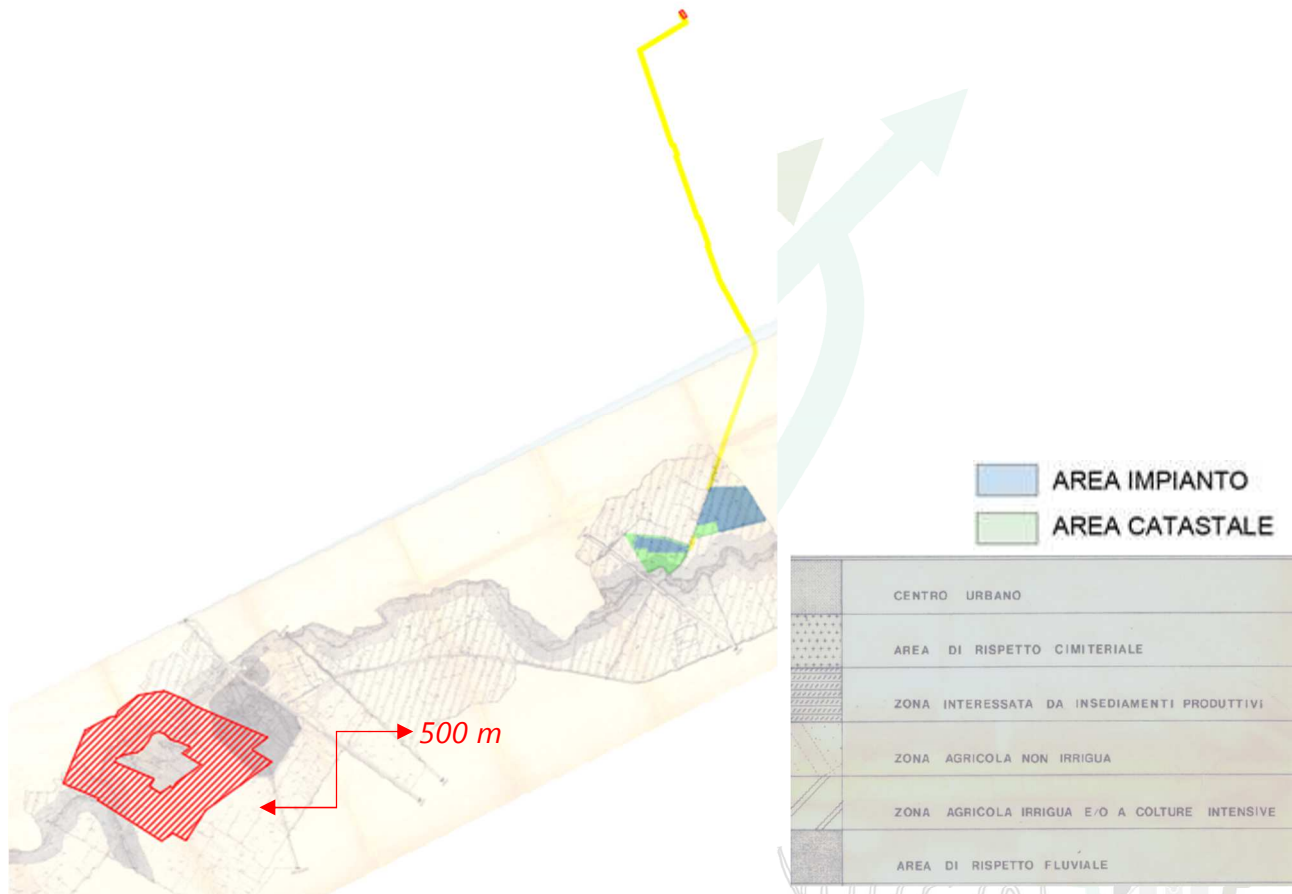 500 m
AREA IMPIANTO
AREA CATASTALE
CENTRO URBANO
AREA DI RISPETTO CIMITERIALE
ZONA INTERESSATA DA INSEDIAMENTI PRODUTTIVI
ZONA AGRICOLA NON IRRIGUA
ZONA AGRICOLA IRRIGUA E/O A COLTURE INTENSIVE
AREA DI RISPETTO FLUVIALE